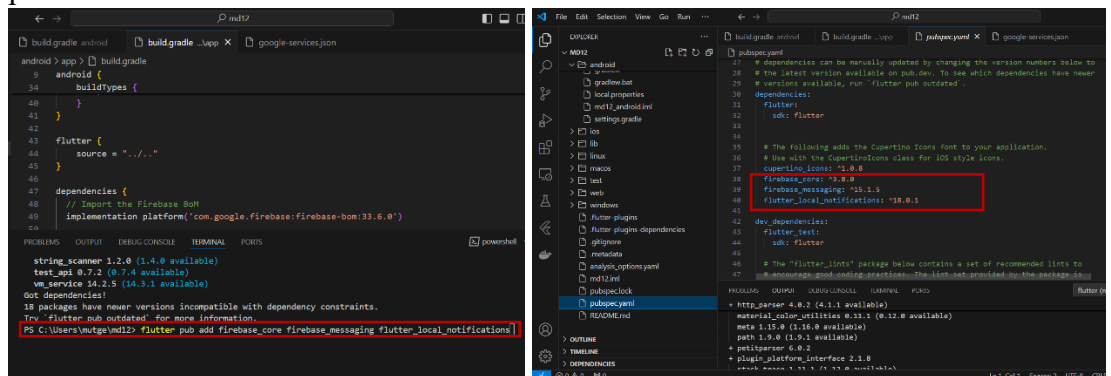 md12
build.gradle android
build.gradle ...\app
google-services.json
android > app > build.gradle
9 android {
34 buildTypes {
40 }
41 }
42
43 flutter {
44 source = "../.."
45 }
46
47 dependencies {
48 // Import the Firebase BoM
49 implementation platform('com.google.firebase:firebase-bom:33.6.0')
PROBLEMS OUTPUT DEBUG CONSOLE TERMINAL PORTS
powershell
string_scanner 1.2.0 (1.4.0 available)
test_api 0.7.2 (0.7.4 available)
vm_service 14.2.5 (14.3.1 available)
Got dependencies!
18 packages have newer versions incompatible with dependency constraints.
Try `flutter pub outdated` for more information.
PS C:\Users\mutge\md12> flutter pub add firebase_core firebase_messaging flutter_local_notifications
File Edit Selection View Go Run ...
md12
EXPLORER
MD12
android
gradlew.bat
local.properties
md12_android.iml
settings.gradle
ios
lib
linux
macos
test
web
windows
.flutter-plugins
.flutter-plugins-dependencies
.gitignore
.metadata
analysis_options.yaml
md12.iml
pubspec.lock
pubspec.yaml
README.md
OUTLINE
TIMELINE
DEPENDENCIES
build.gradle android
build.gradle ...\app
pubspec.yaml
google-services.json
pubspec.yaml
27 # dependencies can be manually updated by changing the version numbers below to
28 # the latest version available on pub.dev. To see which dependencies have newer
29 # versions available, run `flutter pub outdated`.
30 dependencies:
31 flutter:
32 sdk: flutter
33
34
35 # The following adds the Cupertino Icons font to your application.
36 # Use with the CupertinoIcons class for iOS style icons.
37 cupertino_icons: ^1.0.8
38 firebase_core: ^3.8.0
39 firebase_messaging: ^15.1.5
40 flutter_local_notifications: ^18.0.1
41
42 dev_dependencies:
43 flutter_test:
44 sdk: flutter
45
46 # The "flutter_lints" package below contains a set of recommended lints to
47 # encourage good coding practices. The lint set provided by the package is
PROBLEMS OUTPUT DEBUG CONSOLE TERMINAL PORTS
+ http_parser 4.0.2 (4.1.1 available)
material_color_utilities 0.11.1 (0.12.0 available)
meta 1.15.0 (1.16.0 available)
path 1.9.0 (1.9.1 available)
+ petitparser 6.0.2
+ plugin_platform_interface 2.1.8